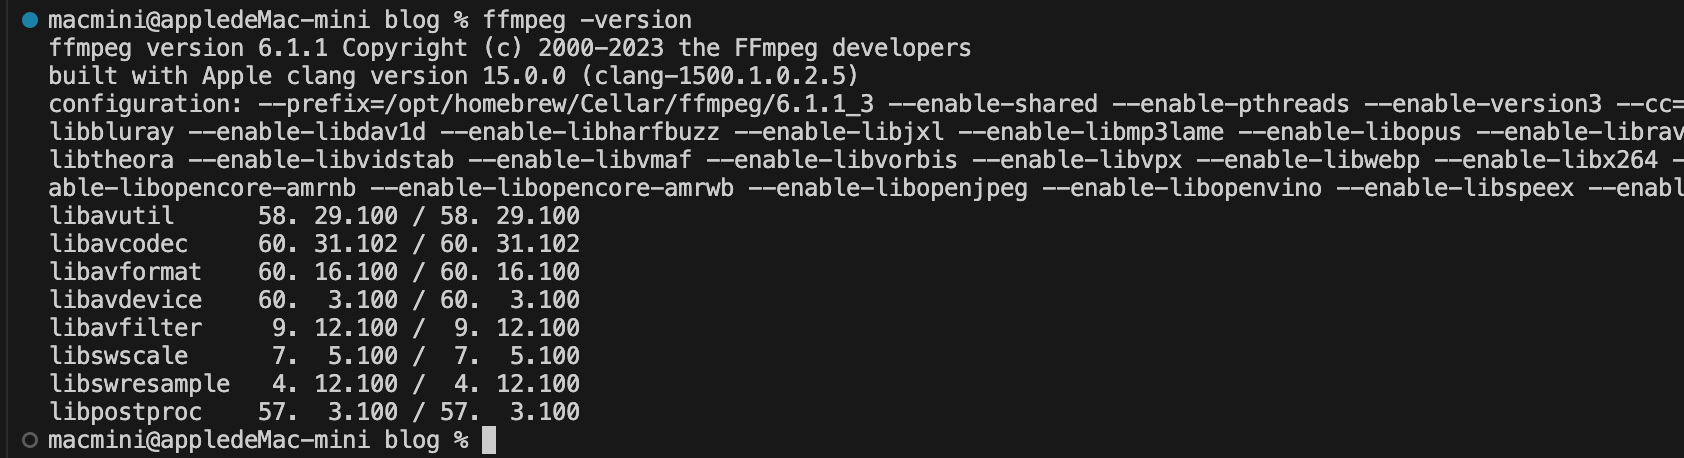 macmini@appledeMac-mini blog % ffmpeg -version
ffmpeg version 6.1.1 Copyright (c) 2000-2023 the FFmpeg developers
built with Apple clang version 15.0.0 (clang-1500.1.0.2.5)
configuration: --prefix=/opt/homebrew/Cellar/ffmpeg/6.1.1_3 --enable-shared --enable-pthreads --enable-version3 --cc=
libbluray --enable-libdav1d --enable-libharfbuzz --enable-libjxl --enable-libmp3lame --enable-libopus --enable-librav
libtheora --enable-libvidstab --enable-libvmaf --enable-libvorbis --enable-libvpx --enable-libwebp --enable-libx264 -
able-libopencore-amrnb --enable-libopencore-amrwb --enable-libopenjpeg --enable-libopenvino --enable-libspeex --enabl
libavutil      58. 29.100 / 58. 29.100
libavcodec     60. 31.102 / 60. 31.102
libavformat    60. 16.100 / 60. 16.100
libavdevice    60.  3.100 / 60.  3.100
libavfilter     9. 12.100 /  9. 12.100
libswscale      7.  5.100 /  7.  5.100
libswresample   4. 12.100 /  4. 12.100
libpostproc    57.  3.100 / 57.  3.100
macmini@appledeMac-mini blog %